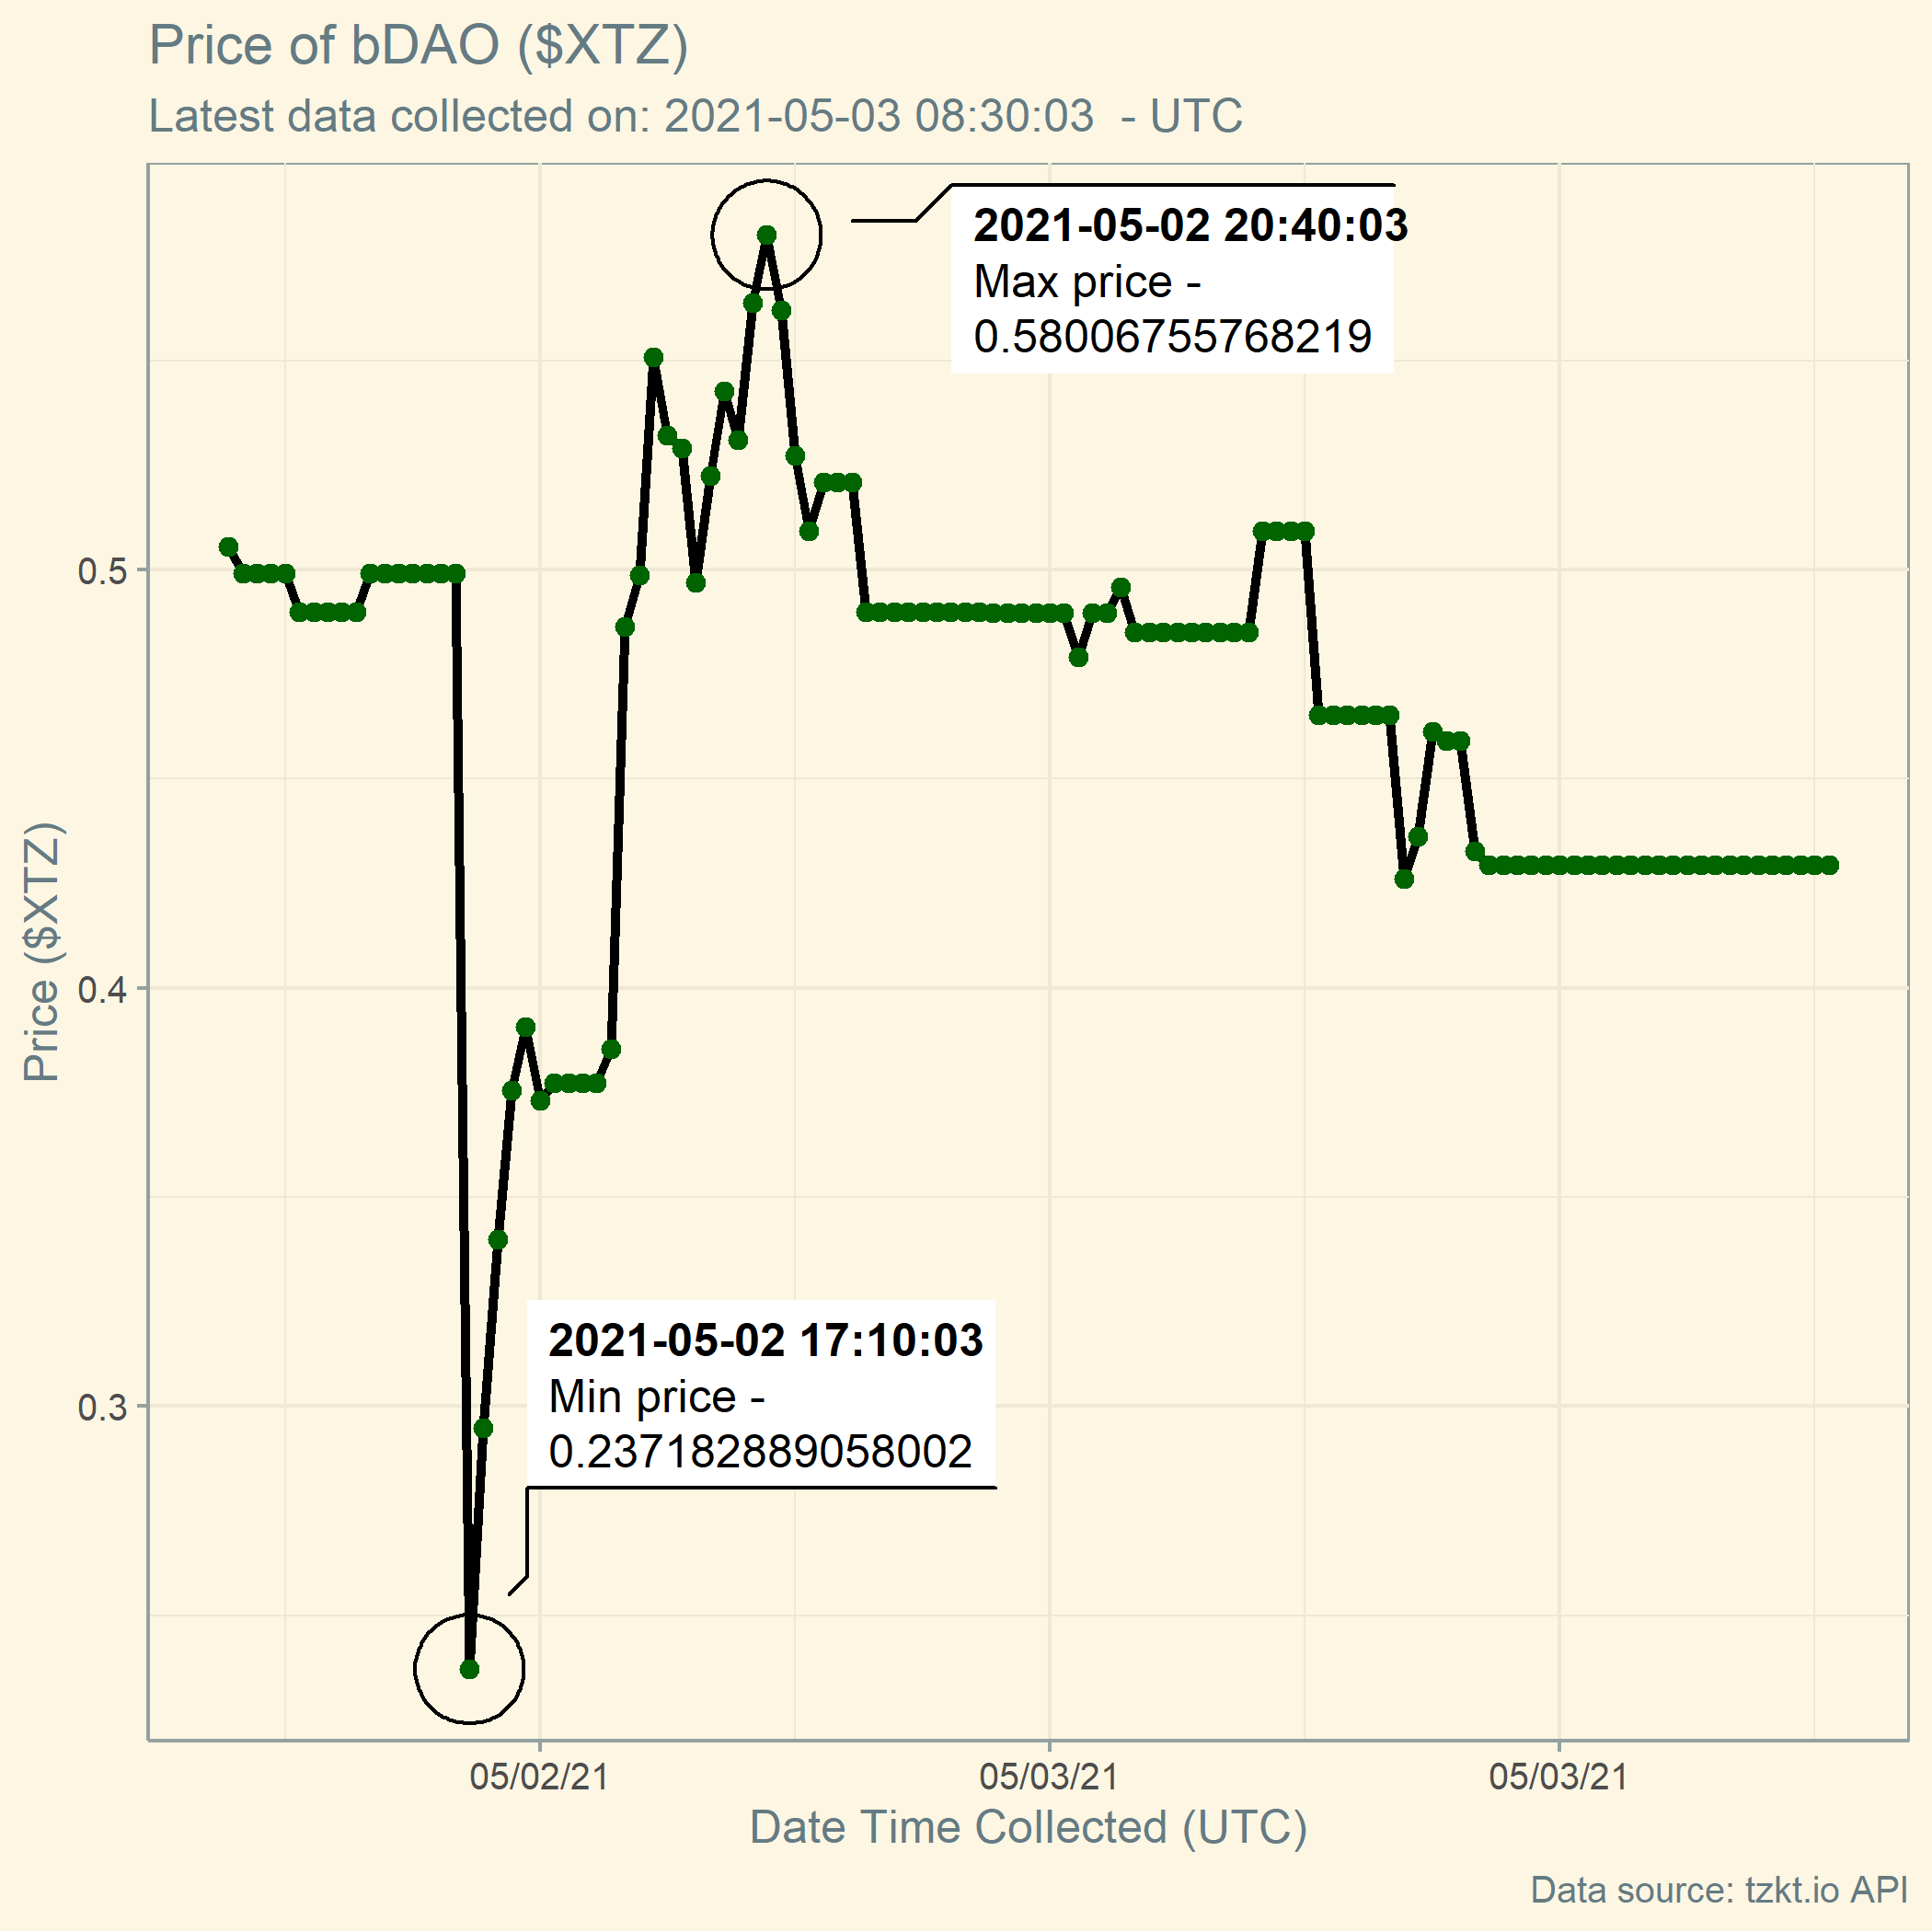 Price of bDAO ($XTZ)
Latest data collected on: 2021-05-03 08:30:03  - UTC
2021-05-02 20:40:03
Max price -
0.58006755768219
0.5
Price ($XTZ)
0.4
2021-05-02 17:10:03
Min price -
0.237182889058002
0.3
05/02/21
05/03/21
05/03/21
Date Time Collected (UTC)
Data source: tzkt.io API